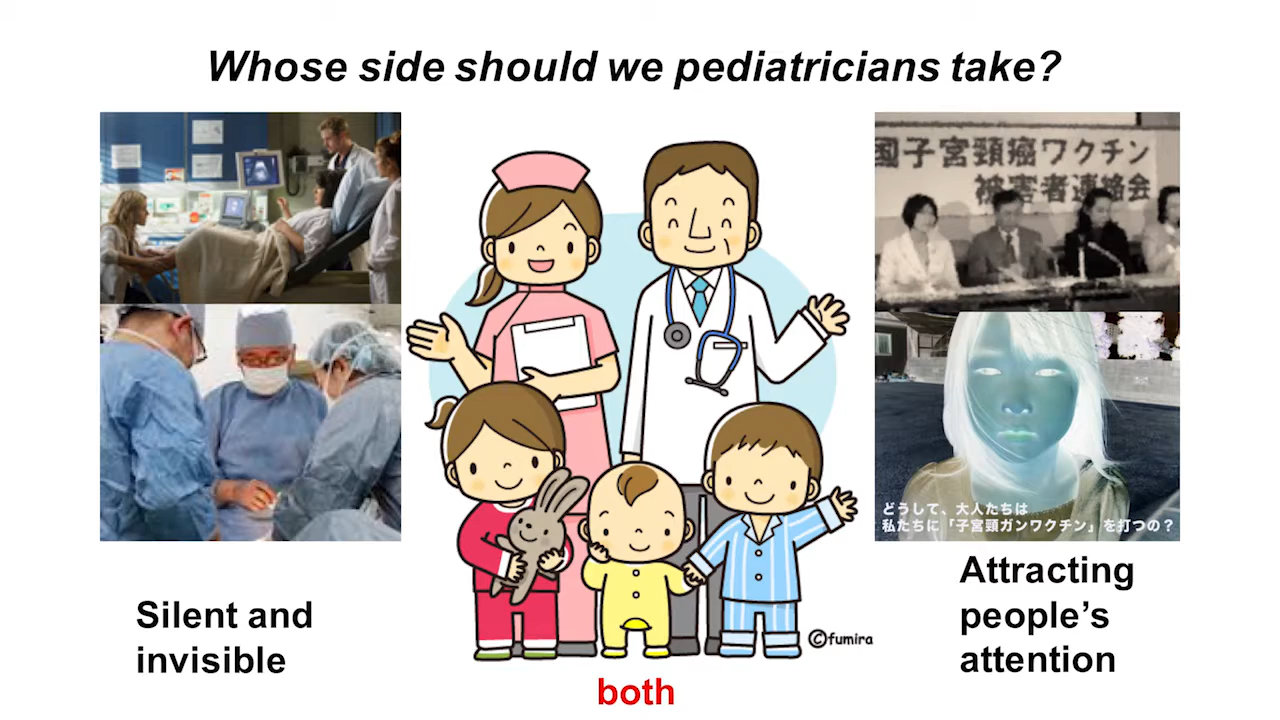 Whose side should we pediatricians take?
国子宮頸癌ワクチン
被害者連絡会
どうして、大人たちは
私たちに「子宮頸ガンワクチン」を打つの？
©fumira
Silent and
invisible
Attracting
people's
attention
both